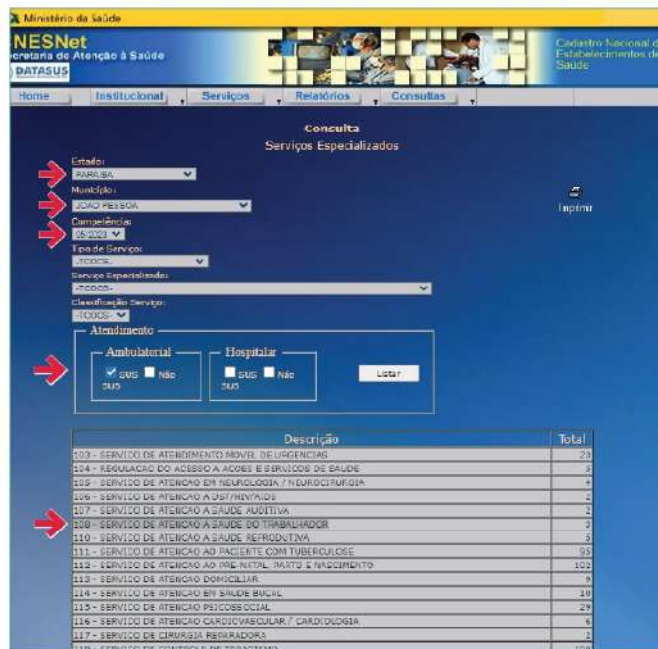 Ministério da Saúde
NESNet
cretaria de Atenção à Saúde
DATASUS
Cadastro Nacional d
Estabelecimentos de
Saúde
Home Institucional Serviços Relatórios Consultas
Consulta
Serviços Especializados
Estado:
PARAIBA
Município:
JOAO PESSOA
Imprimir
Competência:
05/2023
Tipo de Serviço:
-TODOS-
Serviço Especializado:
-TODOS-
Classificação Serviço:
-TODOS-
Atendimento
Ambulatorial Hospitalar
SUS Não SUS Não Listar
SUS SUS
Descrição Total
103 - SERVICO DE ATENDIMENTO MOVEL DE URGENCIAS 23
104 - REGULACAO DO ACESSO A ACOES E SERVICOS DE SAUDE 5
105 - SERVICO DE ATENCAO EM NEUROLOGIA / NEUROCIRURGIA 4
106 - SERVICO DE ATENCAO A DST/HIV/AIDS 2
107 - SERVICO DE ATENCAO A SAUDE AUDITIVA 2
108 - SERVICO DE ATENCAO A SAUDE DO TRABALHADOR 3
110 - SERVICO DE ATENCAO A SAUDE REPRODUTIVA 5
111 - SERVICO DE ATENCAO AO PACIENTE COM TUBERCULOSE 95
112 - SERVICO DE ATENCAO AO PRE-NATAL, PARTO E NASCIMENTO 102
113 - SERVICO DE ATENCAO DOMICILIAR 9
114 - SERVICO DE ATENCAO EM SAUDE BUCAL 10
115 - SERVICO DE ATENCAO PSICOSSOCIAL 29
116 - SERVICO DE ATENCAO CARDIOVASCULAR / CARDIOLOGIA 6
117 - SERVICO DE CIRURGIA REPARADORA 2
SERVICO DE CONTROLE DE TABAGISMO